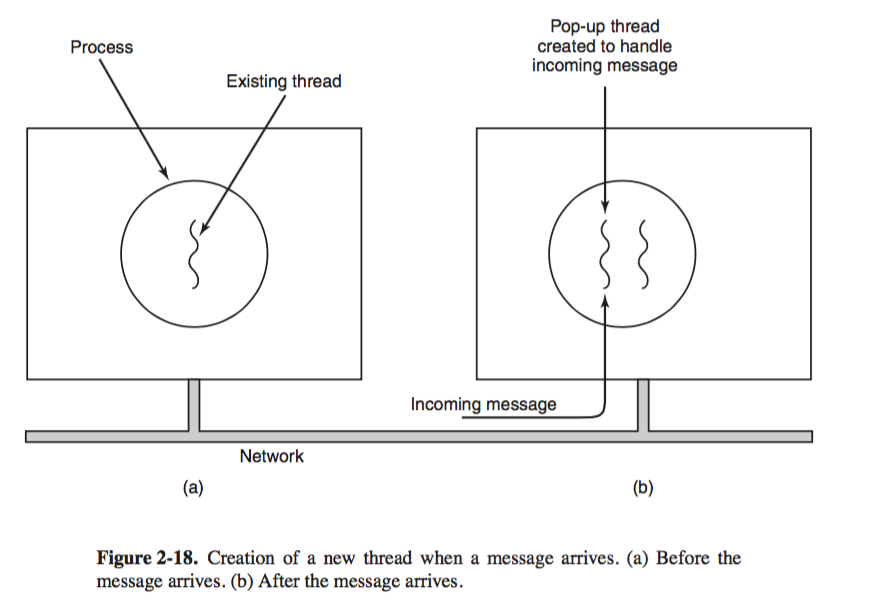 Process
Existing thread
Pop-up thread
created to handle
incoming message
Incoming message
Network
(a)
(b)
Figure 2-18. Creation of a new thread when a message arrives. (a) Before the
message arrives. (b) After the message arrives.